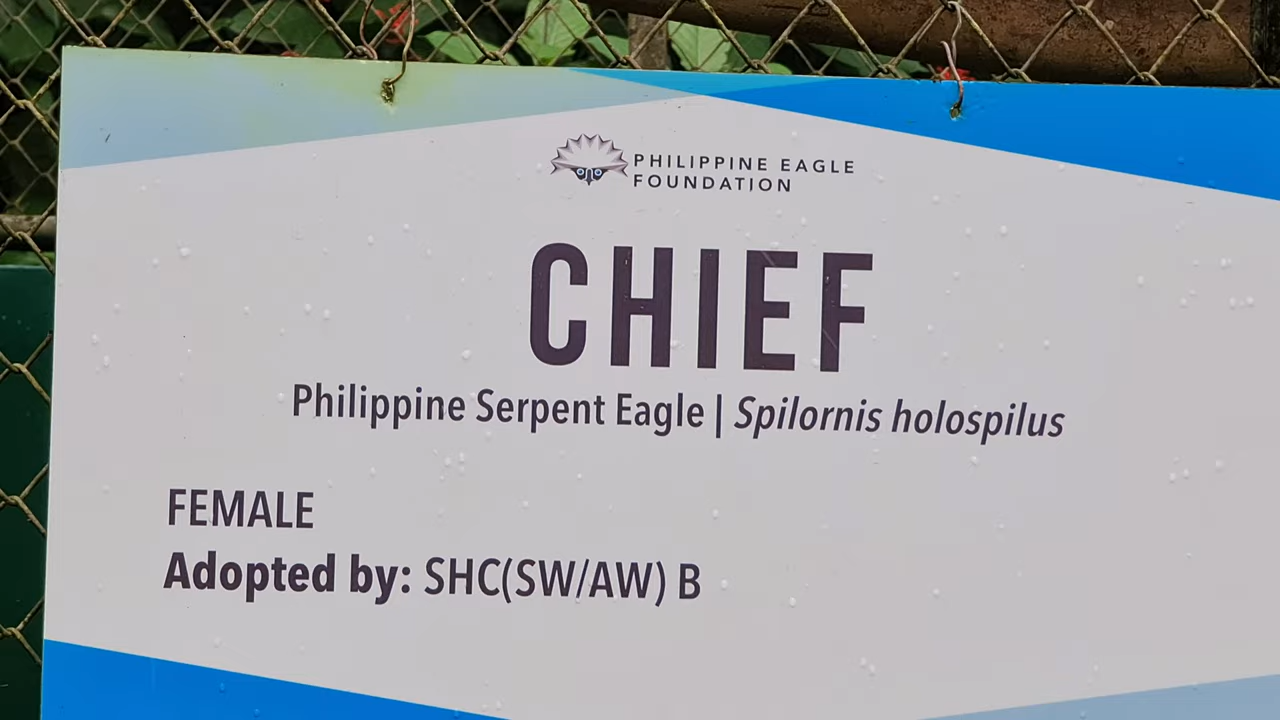 PHILIPPINE EAGLE
FOUNDATION
CHIEF
Philippine Serpent Eagle | Spilornis holospilus
FEMALE
Adopted by: SHC(SW/AW) B